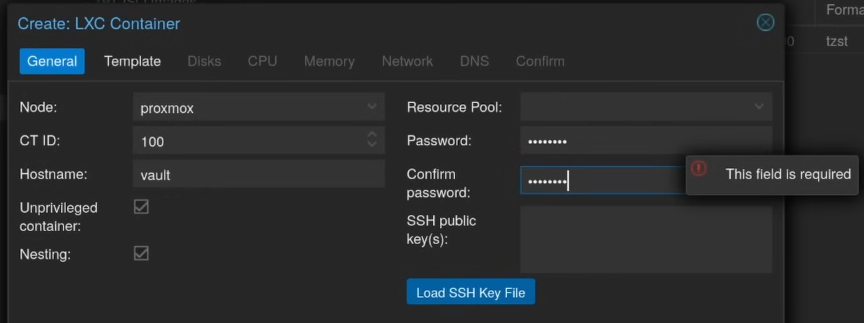 Create: LXC Container
Forma
General Template Disks CPU Memory Network DNS Confirm
0 tzst
Node: proxmox
Resource Pool:
CT ID: 100
Password: ••••••••
Hostname: vault
Confirm password: ••••••••
This field is required
Unprivileged container:
SSH public key(s):
Nesting:
Load SSH Key File